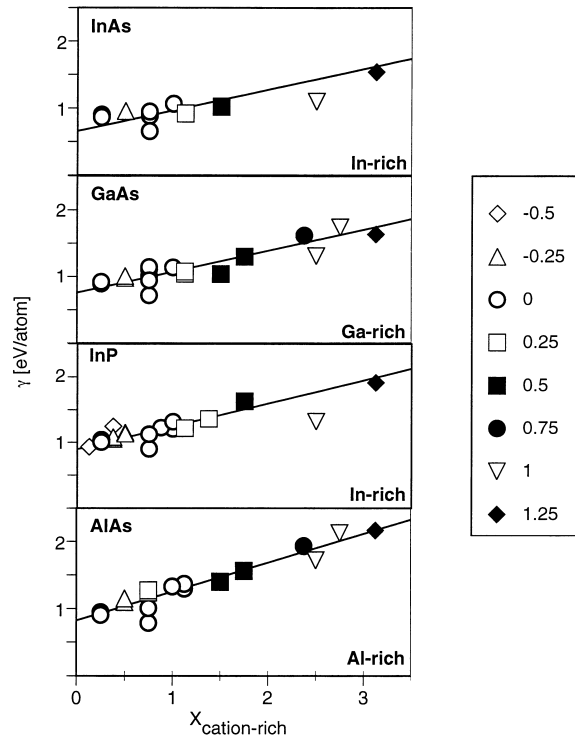 InAs
2
1
In-rich
GaAs
2
1
Ga-rich
InP
2
1
In-rich
AlAs
2
1
Al-rich
0 1 2 3
Xcation-rich
γ [eV/atom]
-0.5
-0.25
0
0.25
0.5
0.75
1
1.25